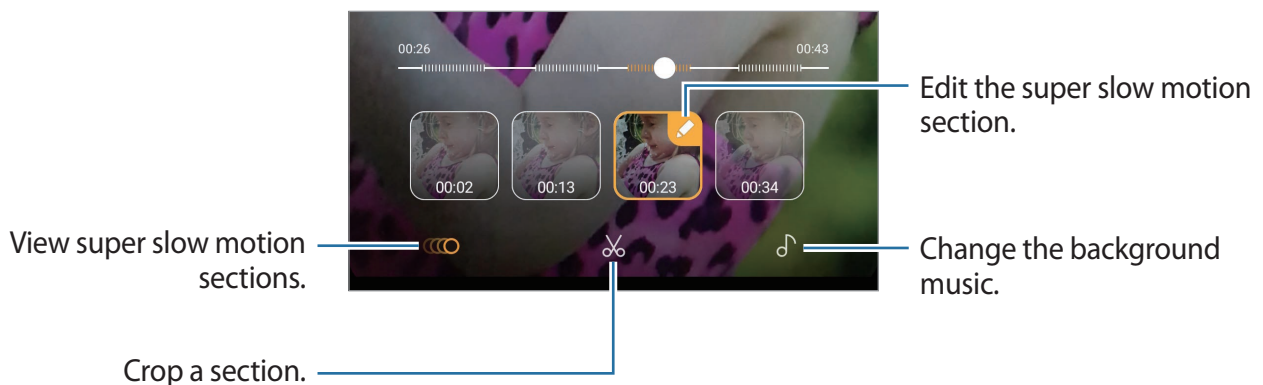 00:26
00:43
Edit the super slow motion
section.
00:02
00:13
00:23
00:34
View super slow motion
sections.
Change the background
music.
Crop a section.